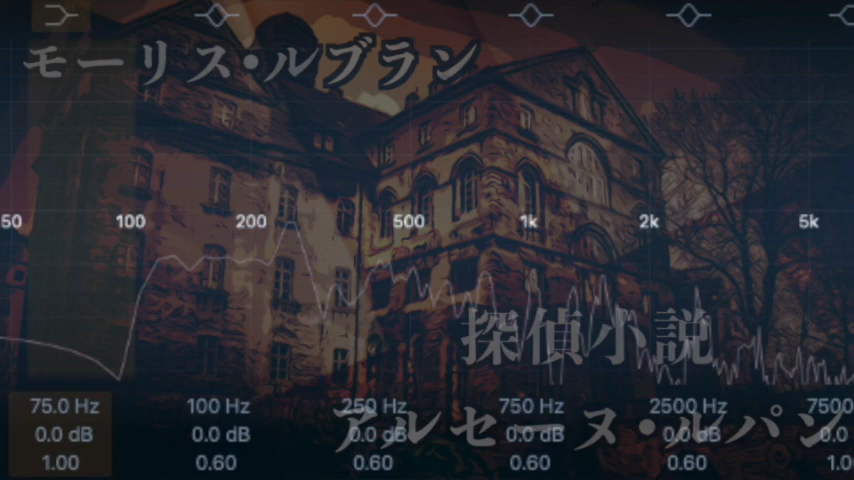 モーリス・ルブラン
50 100 200 500 1k 2k 5k
探偵小説
75.0 Hz 100 Hz 250 Hz 750 Hz 2500 Hz 7500
アルセーヌ・ルパン
0.0 dB 0.0 dB 0.0 dB 0.0 dB 0.0 dB 0.0
1.00 0.60 0.60 0.60 0.60 1.0